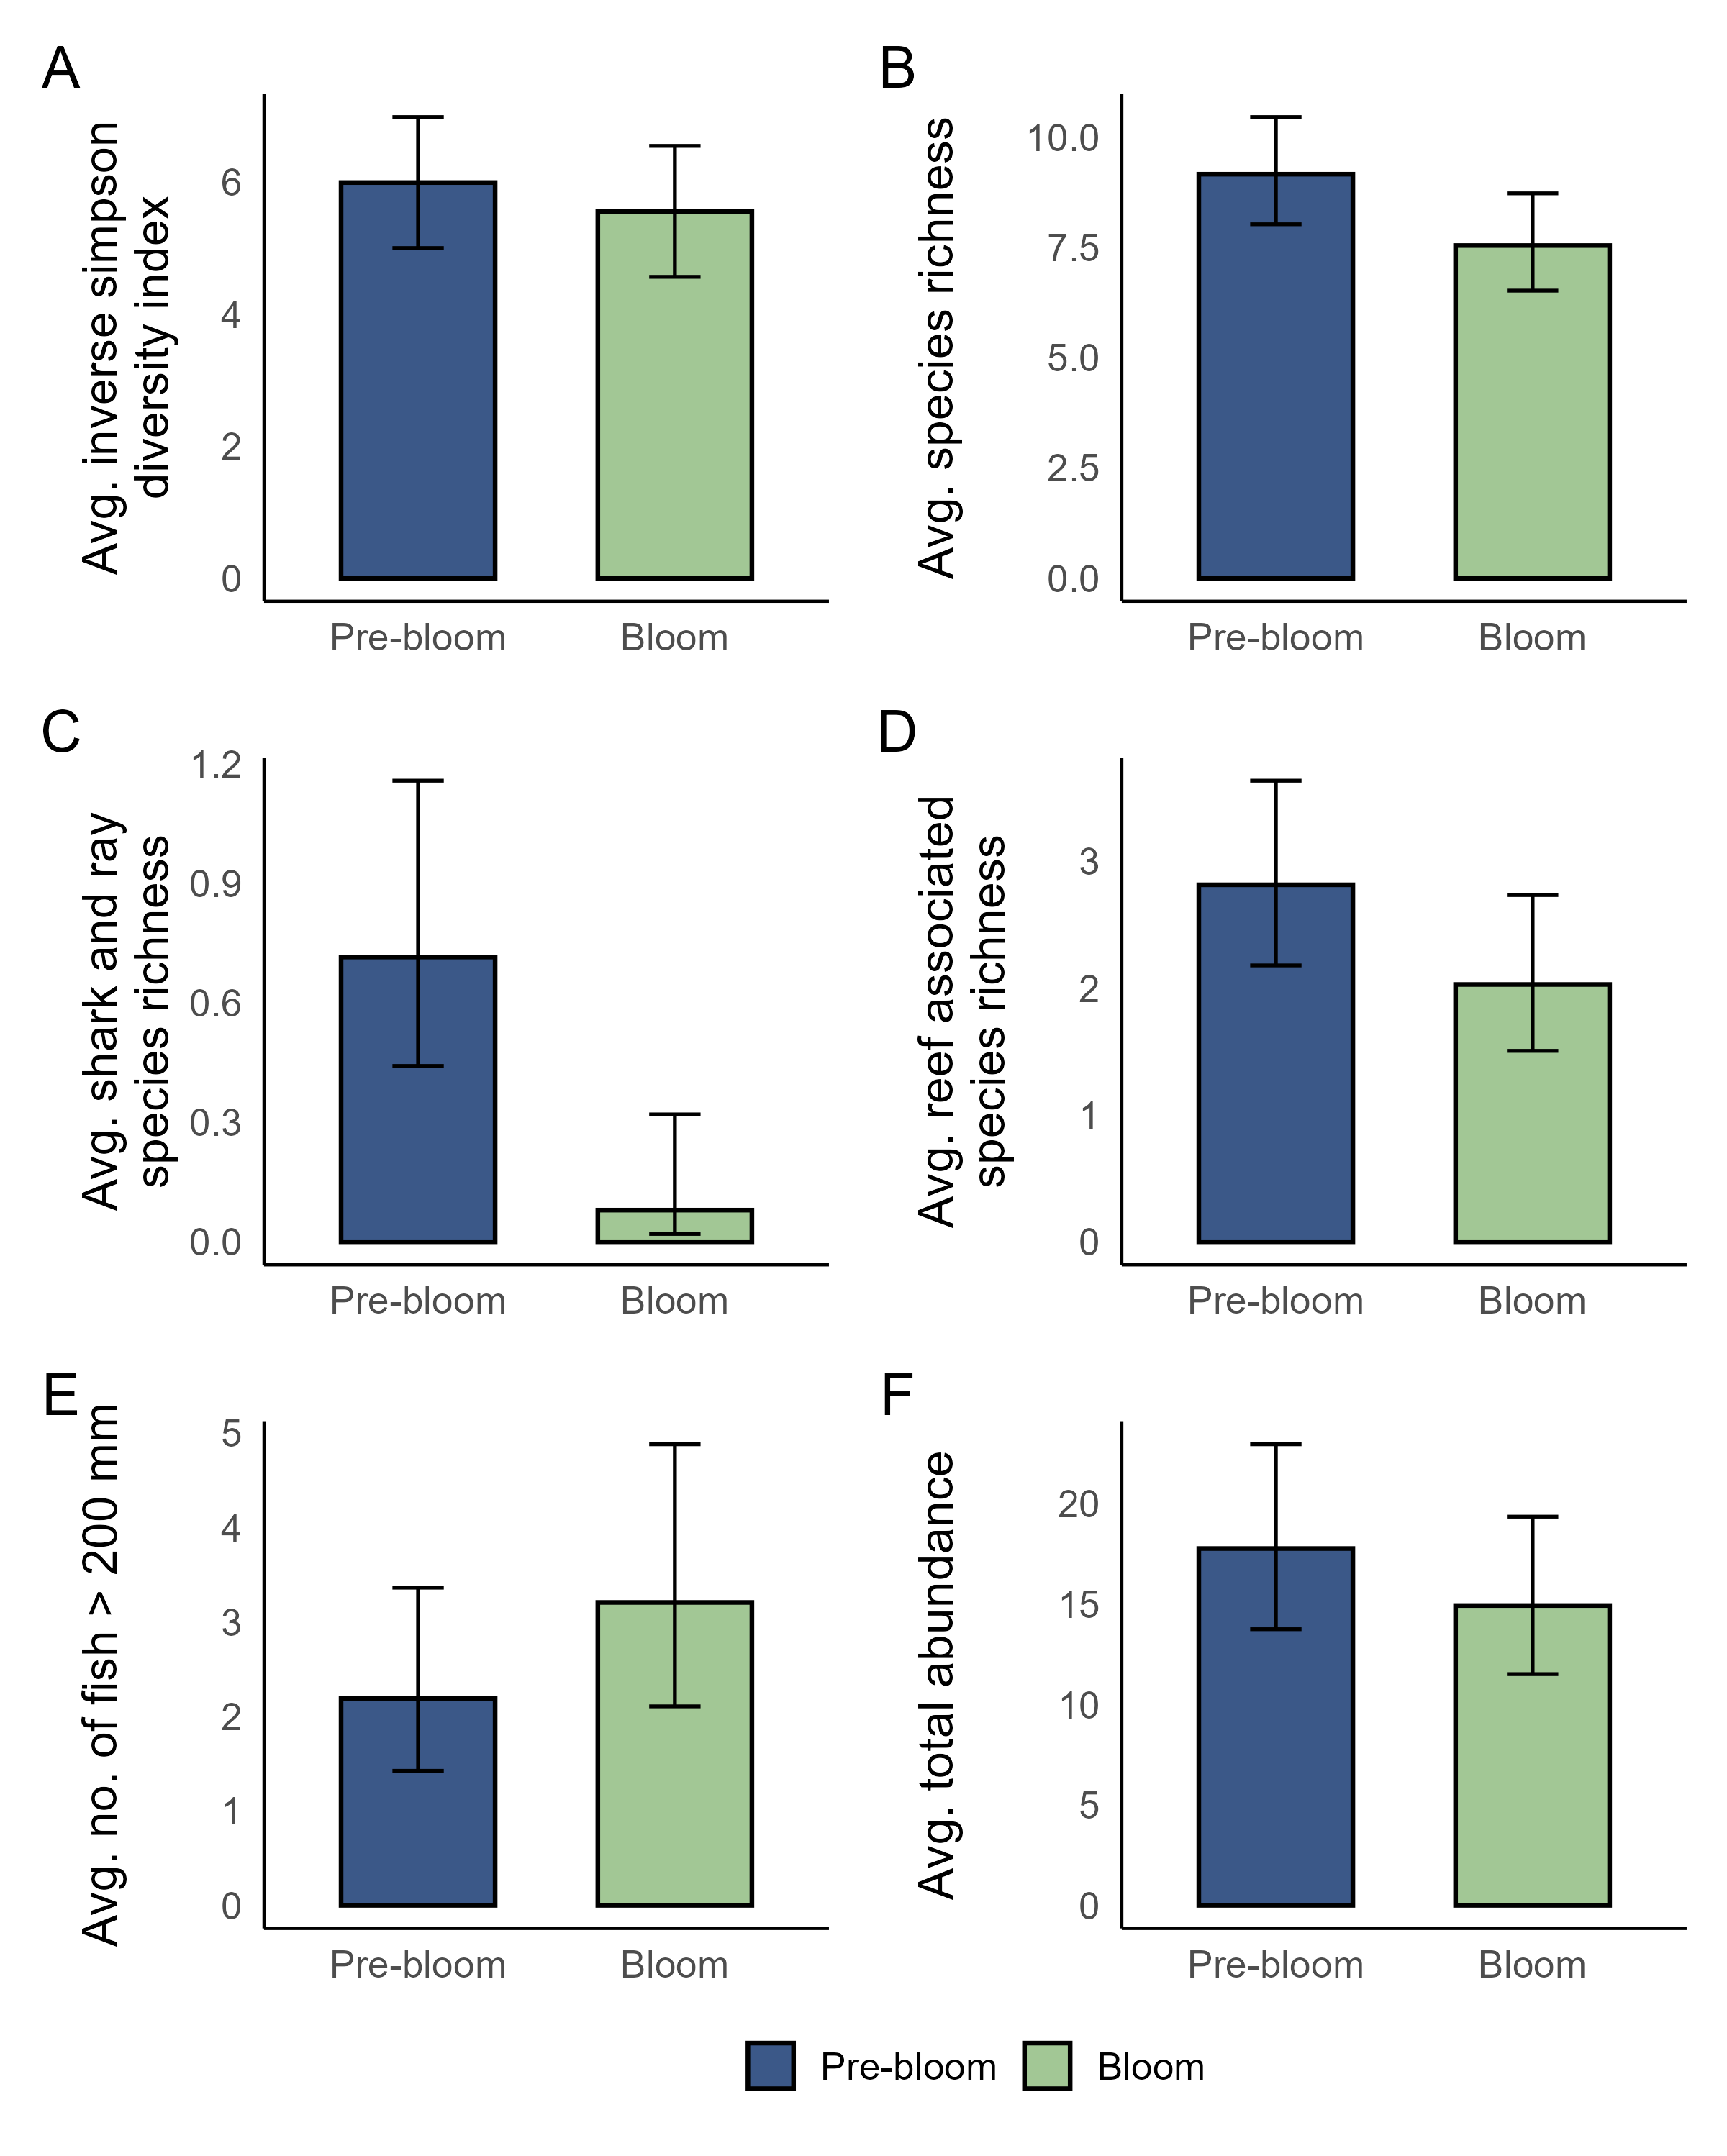 A
Avg. inverse simpson
diversity index
6
4
2
0
Pre-bloom Bloom
B
Avg. species richness
10.0
7.5
5.0
2.5
0.0
Pre-bloom Bloom
C
Avg. shark and ray
species richness
1.2
0.9
0.6
0.3
0.0
Pre-bloom Bloom
D
Avg. reef associated
species richness
3
2
1
0
Pre-bloom Bloom
E
Avg. no. of fish > 200 mm
5
4
3
2
1
0
Pre-bloom Bloom
F
Avg. total abundance
20
15
10
5
0
Pre-bloom Bloom
Pre-bloom Bloom